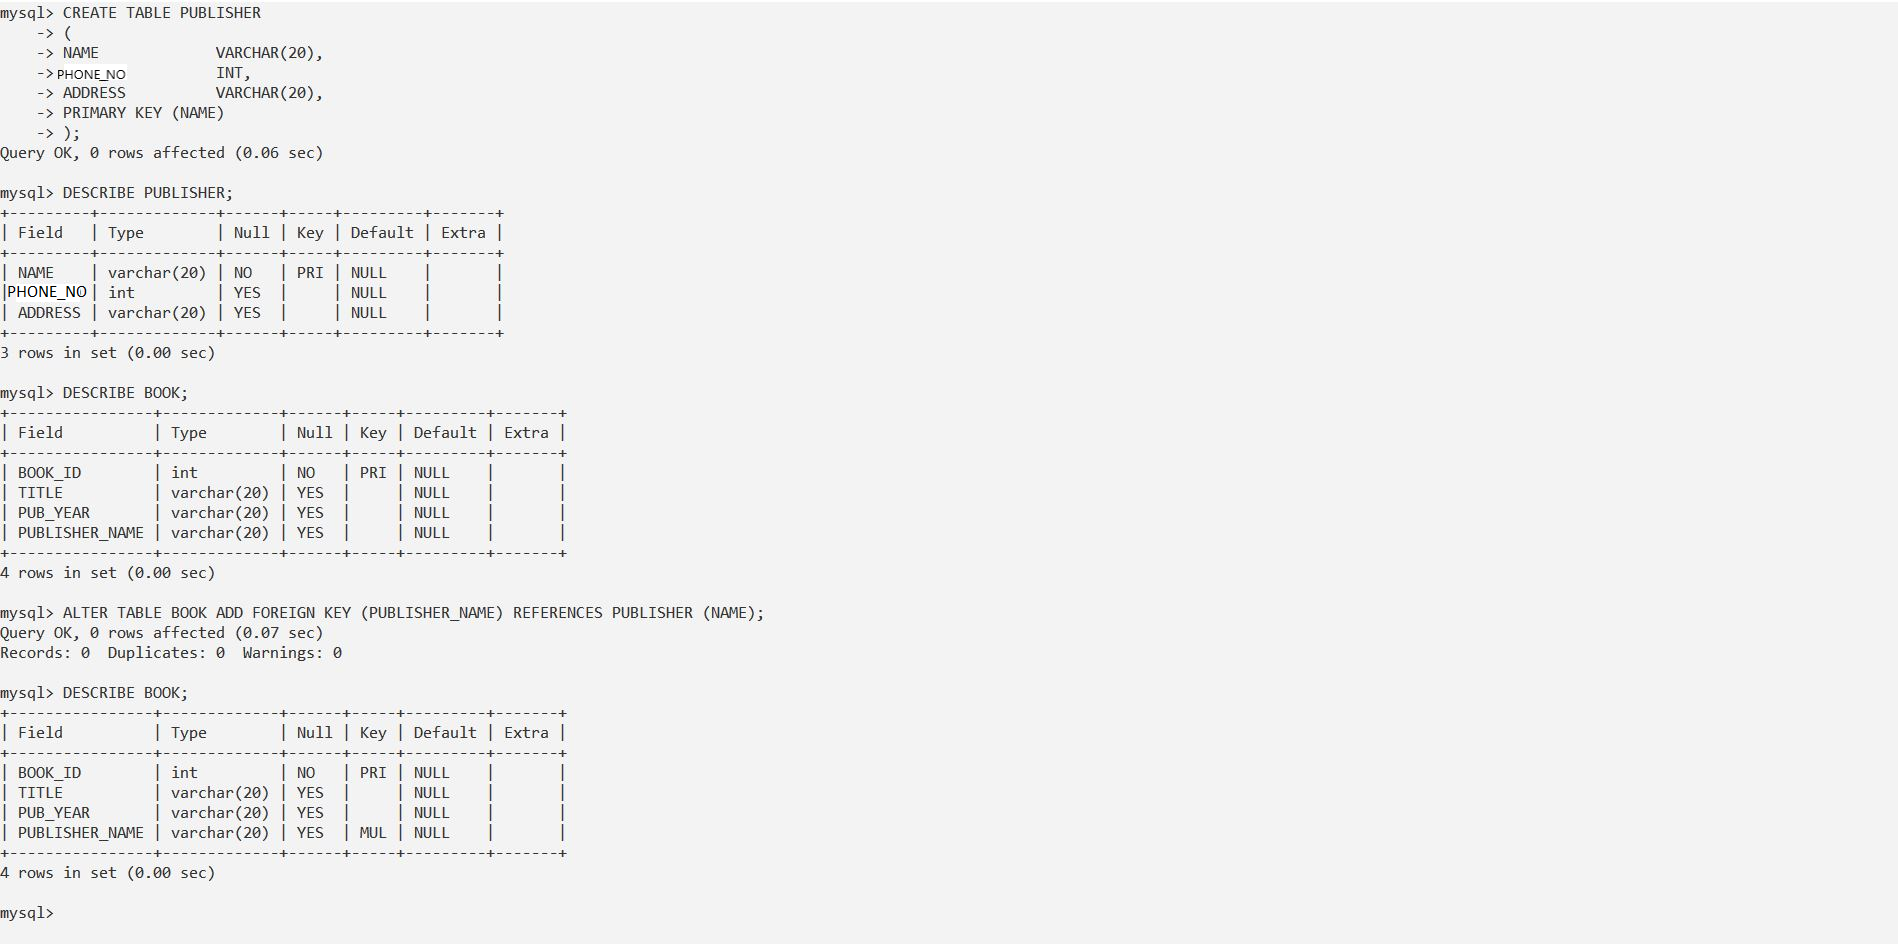 mysql> CREATE TABLE PUBLISHER
    -> (
    -> NAME             VARCHAR(20),
    -> PHONE_NO          INT,
    -> ADDRESS          VARCHAR(20),
    -> PRIMARY KEY (NAME)
    -> );
Query OK, 0 rows affected (0.06 sec)

mysql> DESCRIBE PUBLISHER;
+---------+-------------+------+-----+---------+-------+
| Field   | Type        | Null | Key | Default | Extra |
+---------+-------------+------+-----+---------+-------+
| NAME    | varchar(20) | NO   | PRI | NULL    |       |
|PHONE_NO | int         | YES  |     | NULL    |       |
| ADDRESS | varchar(20) | YES  |     | NULL    |       |
+---------+-------------+------+-----+---------+-------+
3 rows in set (0.00 sec)

mysql> DESCRIBE BOOK;
+----------------+-------------+------+-----+---------+-------+
| Field          | Type        | Null | Key | Default | Extra |
+----------------+-------------+------+-----+---------+-------+
| BOOK_ID        | int         | NO   | PRI | NULL    |       |
| TITLE          | varchar(20) | YES  |     | NULL    |       |
| PUB_YEAR       | varchar(20) | YES  |     | NULL    |       |
| PUBLISHER_NAME | varchar(20) | YES  |     | NULL    |       |
+----------------+-------------+------+-----+---------+-------+
4 rows in set (0.00 sec)

mysql> ALTER TABLE BOOK ADD FOREIGN KEY (PUBLISHER_NAME) REFERENCES PUBLISHER (NAME);
Query OK, 0 rows affected (0.07 sec)
Records: 0  Duplicates: 0  Warnings: 0

mysql> DESCRIBE BOOK;
+----------------+-------------+------+-----+---------+-------+
| Field          | Type        | Null | Key | Default | Extra |
+----------------+-------------+------+-----+---------+-------+
| BOOK_ID        | int         | NO   | PRI | NULL    |       |
| TITLE          | varchar(20) | YES  |     | NULL    |       |
| PUB_YEAR       | varchar(20) | YES  |     | NULL    |       |
| PUBLISHER_NAME | varchar(20) | YES  | MUL | NULL    |       |
+----------------+-------------+------+-----+---------+-------+
4 rows in set (0.00 sec)

mysql>